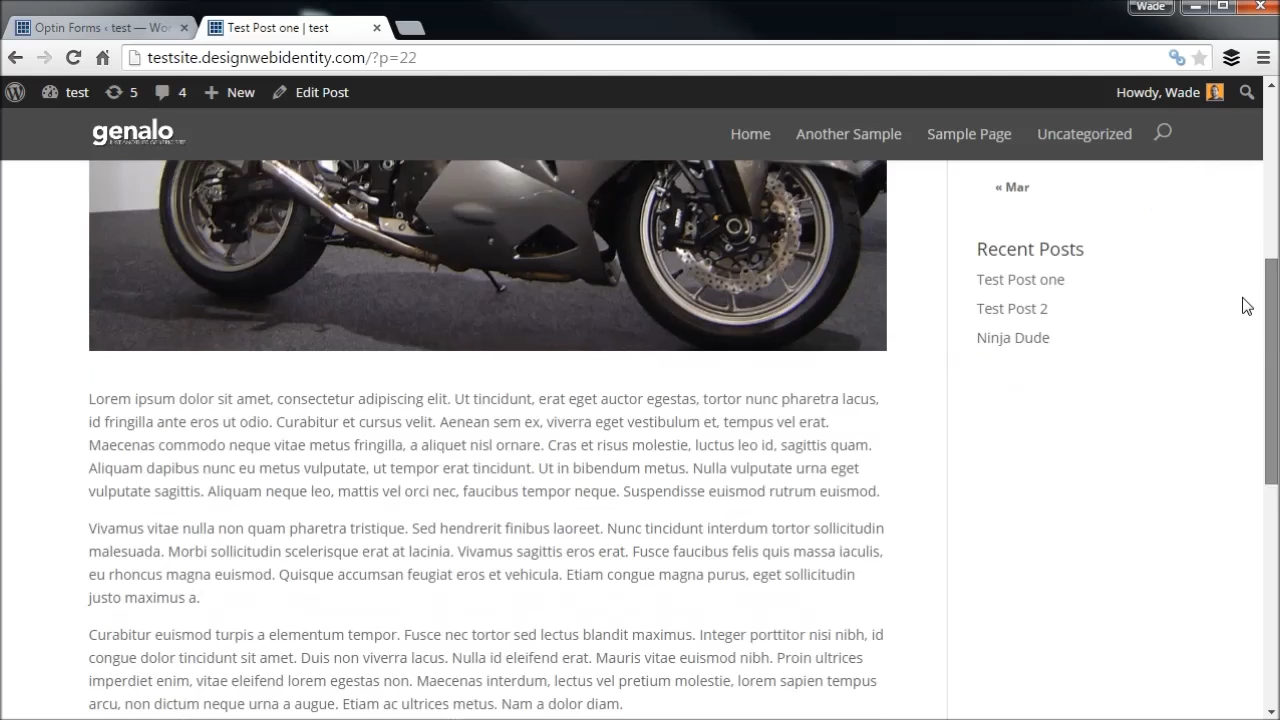 Wade
Optin Forms ‹ test — Wor
Test Post one | test
testsite.designwebidentity.com/?p=22
test
5
4
New
Edit Post
Howdy, Wade
genalo
Home
Another Sample
Sample Page
Uncategorized
« Mar
Recent Posts
Test Post one
Test Post 2
Ninja Dude
Lorem ipsum dolor sit amet, consectetur adipiscing elit. Ut tincidunt, erat eget auctor egestas, tortor nunc pharetra lacus,
id fringilla ante eros ut odio. Curabitur et cursus velit. Aenean sem ex, viverra eget vestibulum et, tempus vel erat.
Maecenas commodo neque vitae metus fringilla, a aliquet nisl ornare. Cras et risus molestie, luctus leo id, sagittis quam.
Aliquam dapibus nunc eu metus vulputate, ut tempor erat tincidunt. Ut in bibendum metus. Nulla vulputate urna eget
vulputate sagittis. Aliquam neque leo, mattis vel orci nec, faucibus tempor neque. Suspendisse euismod rutrum euismod.
Vivamus vitae nulla non quam pharetra tristique. Sed hendrerit finibus laoreet. Nunc tincidunt interdum tortor sollicitudin
malesuada. Morbi sollicitudin scelerisque erat at lacinia. Vivamus sagittis eros erat. Fusce faucibus felis quis massa iaculis,
eu rhoncus magna euismod. Quisque accumsan feugiat eros et vehicula. Etiam congue magna purus, eget sollicitudin
justo maximus a.
Curabitur euismod turpis a elementum tempor. Fusce nec tortor sed lectus blandit maximus. Integer porttitor nisi nibh, id
congue dolor tincidunt sit amet. Duis non viverra lacus. Nulla id eleifend erat. Mauris vitae euismod nibh. Proin ultrices
imperdiet enim, vitae eleifend lorem egestas non. Maecenas interdum, lectus vel pretium molestie, lorem sapien tempus
arcu, non dictum neque urna a augue. Etiam ac ultrices metus. Nam a dolor diam.